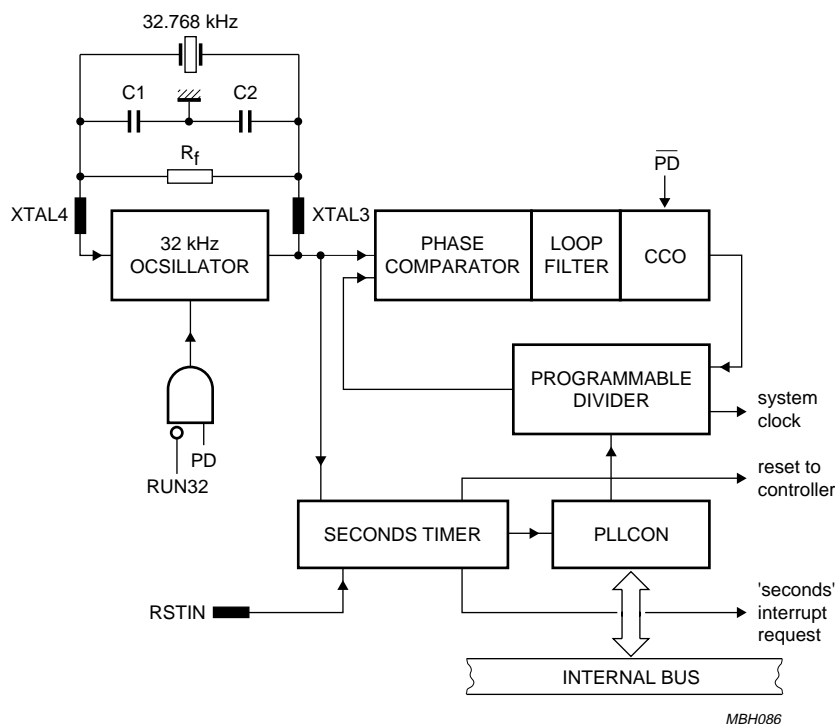 32.768 kHz
C1
C2
Rf
PD
XTAL4
XTAL3
32 kHz
OCSILLATOR
PHASE
COMPARATOR
LOOP
FILTER
CCO
PROGRAMMABLE
DIVIDER
system
clock
PD
RUN32
reset to
controller
SECONDS TIMER
PLLCON
RSTIN
'seconds'
interrupt
request
INTERNAL BUS
MBH086